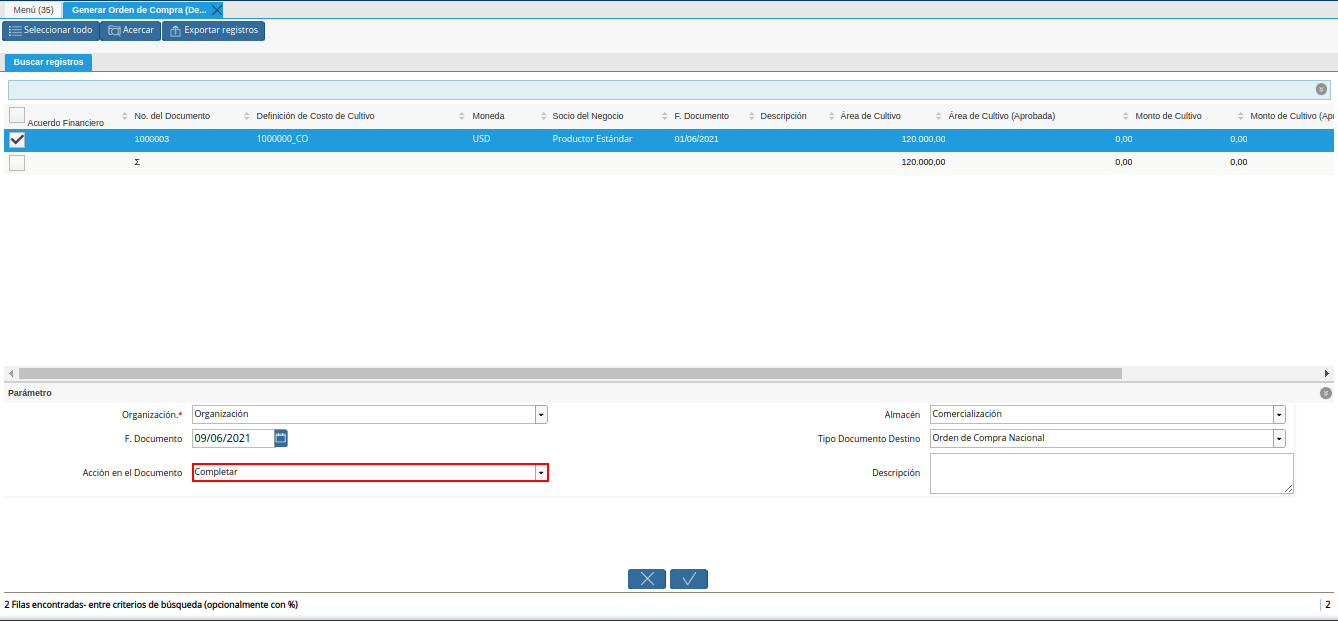 Menú (35) Generar Orden de Compra (De...
Seleccionar todo Acercar Exportar registros
Buscar registros
Acuerdo Financiero No. del Documento Definición de Costo de Cultivo Moneda Socio del Negocio F. Documento Descripción Área de Cultivo Área de Cultivo (Aprobada) Monto de Cultivo Monto de Cultivo (Apr
1000003 1000000_CO USD Productor Estándar 01/06/2021 120.000,00 0,00 0,00
Σ 120.000,00 0,00 0,00
Parámetro
Organización.* Organización Almacén Comercialización
F. Documento 09/06/2021 Tipo Documento Destino Orden de Compra Nacional
Acción en el Documento Completar Descripción
2 Filas encontradas- entre criterios de búsqueda (opcionalmente con %) 2